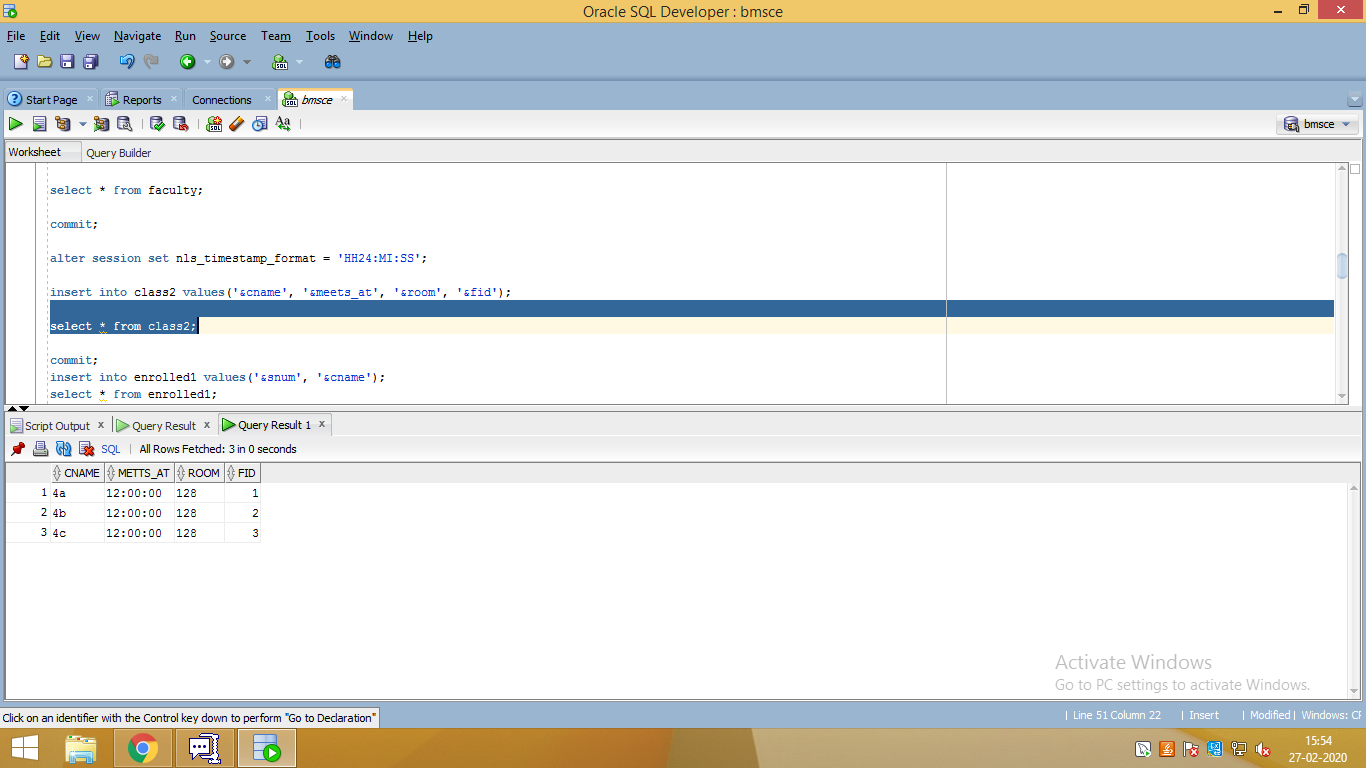 Oracle SQL Developer : bmsce
File Edit View Navigate Run Source Team Tools Window Help
Start Page Reports Connections bmsce
bmsce
Worksheet Query Builder
select * from faculty;
commit;
alter session set nls_timestamp_format = 'HH24:MI:SS';
insert into class2 values('&cname', '&meets_at', '&room', '&fid');
select * from class2;
commit;
insert into enrolled1 values('&snum', '&cname');
select * from enrolled1;
Script Output x Query Result x Query Result 1 x
SQL | All Rows Fetched: 3 in 0 seconds
CNAME METTS_AT ROOM FID
1 4a 12:00:00 128 1
2 4b 12:00:00 128 2
3 4c 12:00:00 128 3
Activate Windows
Go to PC settings to activate Windows.
Click on an identifier with the Control key down to perform "Go to Declaration"
| Line 51 Column 22 | Insert | Modified | Windows: CF
15:54
27-02-2020